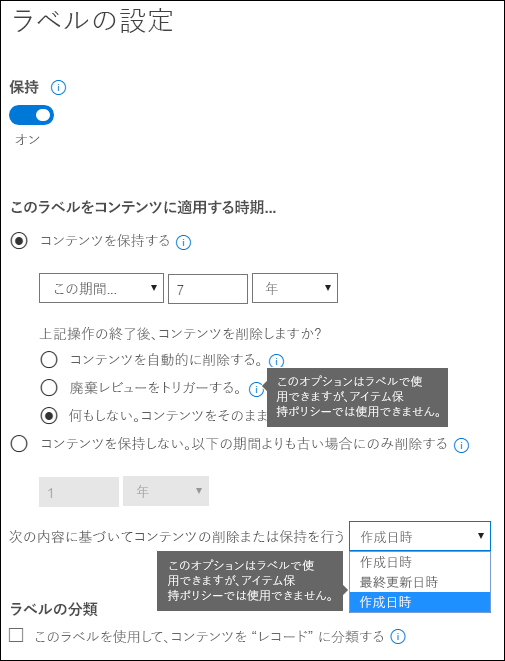 ラベルの設定
保持
オン
このラベルをコンテンツに適用する時期...
コンテンツを保持する
この期間... 7 年
上記操作の終了後、コンテンツを削除しますか?
コンテンツを自動的に削除する。
廃棄レビューをトリガーする。
このオプションはラベルで使
用できますが、アイテム保
持ポリシーでは使用できません。
何もしない。コンテンツをそのまま
コンテンツを保持しない。以下の期間よりも古い場合にのみ削除する
1 年
次の内容に基づいてコンテンツの削除または保持を行う 作成日時
作成日時
最終更新日時
作成日時
このオプションはラベルで使
用できますが、アイテム保
持ポリシーでは使用できません。
ラベルの分類
このラベルを使用して、コンテンツを “レコード” に分類する